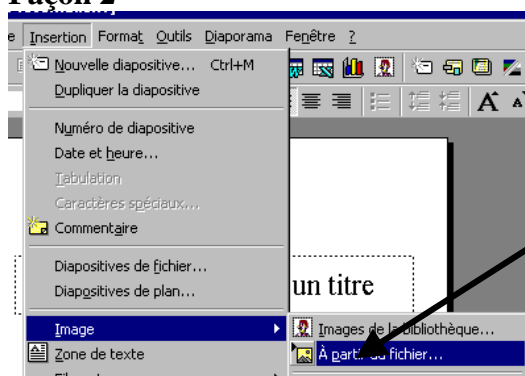 Façon 2
Insertion Format Outils Diaporama Fenêtre ?
Nouvelle diapositive... Ctrl+M
Dupliquer la diapositive
Numéro de diapositive
Date et heure...
Tabulation
Caractères spéciaux...
Commentaire
Diapositives de fichier...
Diapositives de plan...
un titre
Image
Images de la bibliothèque...
Zone de texte
À partir du fichier...